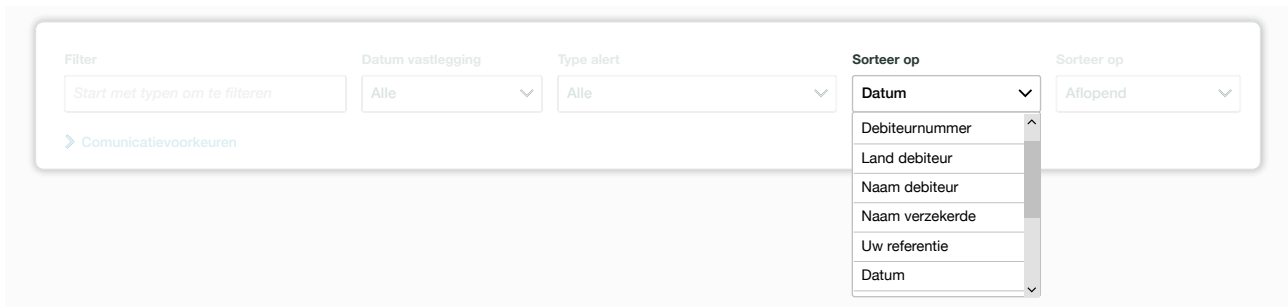 Filter Datum vastlegging Type alert Sorteer op Sorteer op
Start met typen om te filteren Alle Alle Datum Aflopend
Comunicatievoorkeuren
Debiteurnummer
Land debiteur
Naam debiteur
Naam verzekerde
Uw referentie
Datum